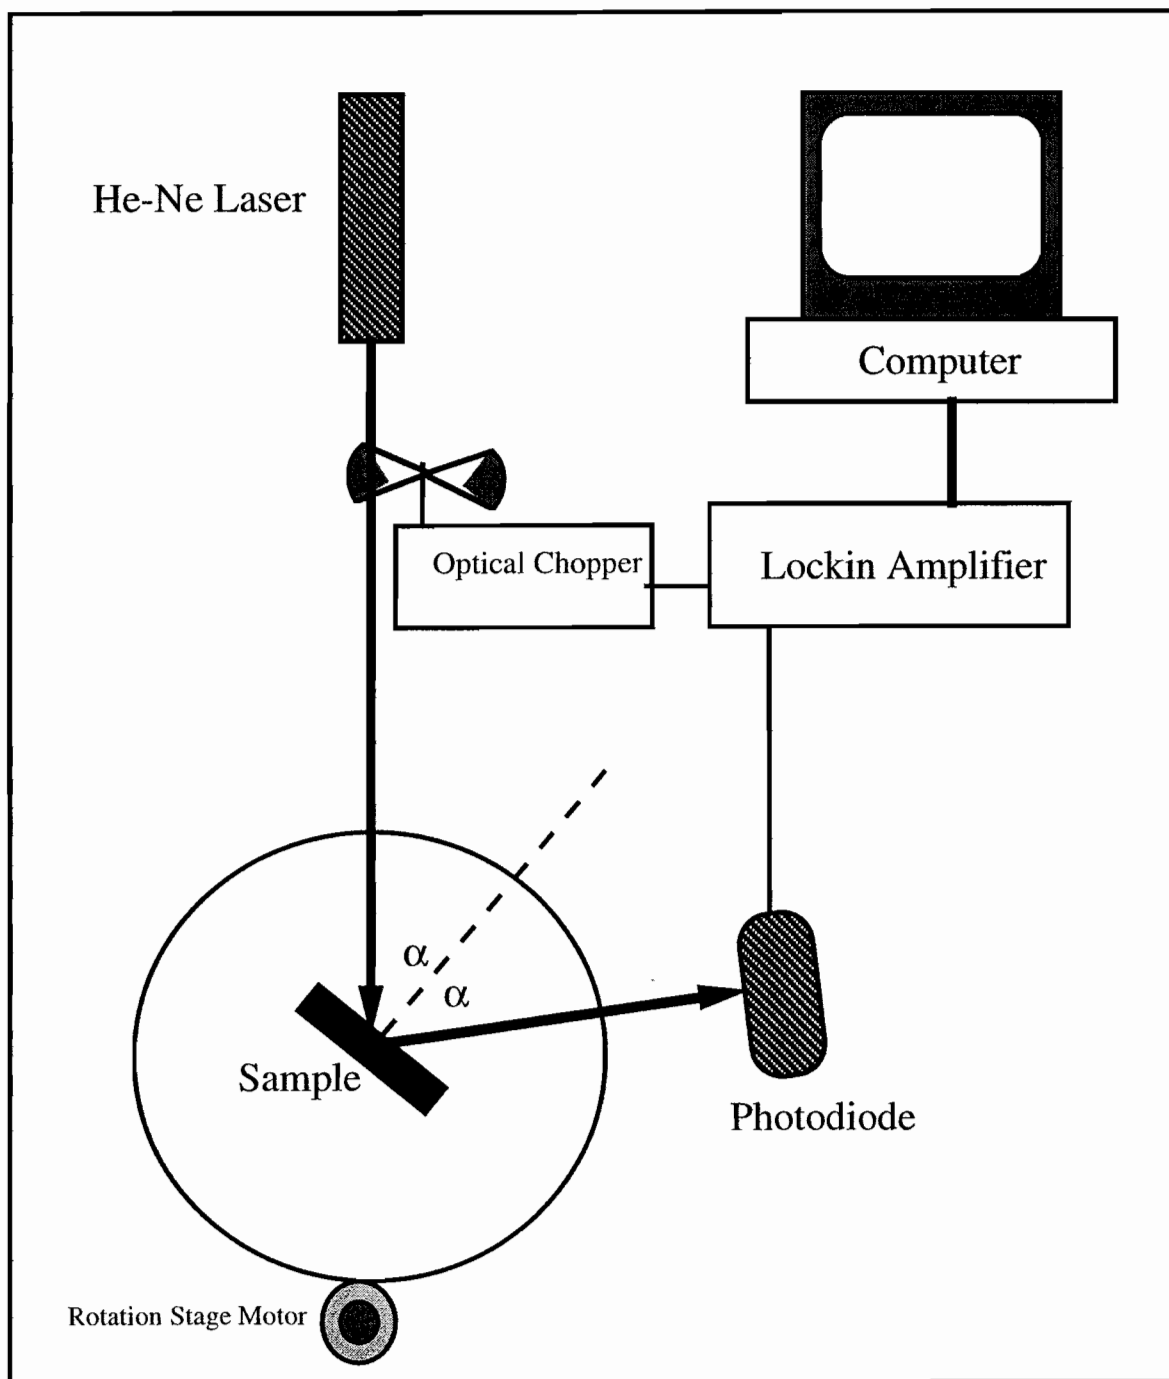 He-Ne Laser
Computer
Optical Chopper
Lockin Amplifier
α
α
Sample
Photodiode
Rotation Stage Motor